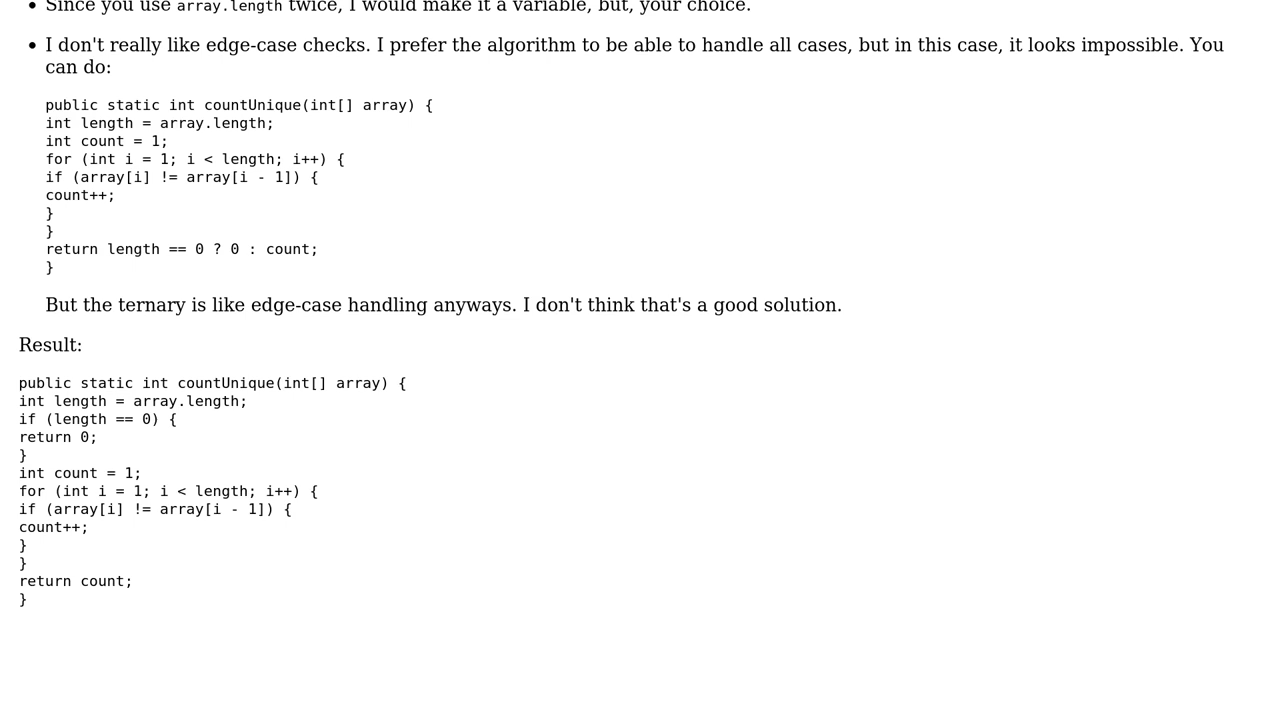 Since you use array.length twice, I would make it a variable, but, your choice.
I don't really like edge-case checks. I prefer the algorithm to be able to handle all cases, but in this case, it looks impossible. You
can do:
public static int countUnique(int[] array) {
int length = array.length;
int count = 1;
for (int i = 1; i < length; i++) {
if (array[i] != array[i - 1]) {
count++;
}
}
return length == 0 ? 0 : count;
}
But the ternary is like edge-case handling anyways. I don't think that's a good solution.
Result:
public static int countUnique(int[] array) {
int length = array.length;
if (length == 0) {
return 0;
}
int count = 1;
for (int i = 1; i < length; i++) {
if (array[i] != array[i - 1]) {
count++;
}
}
return count;
}